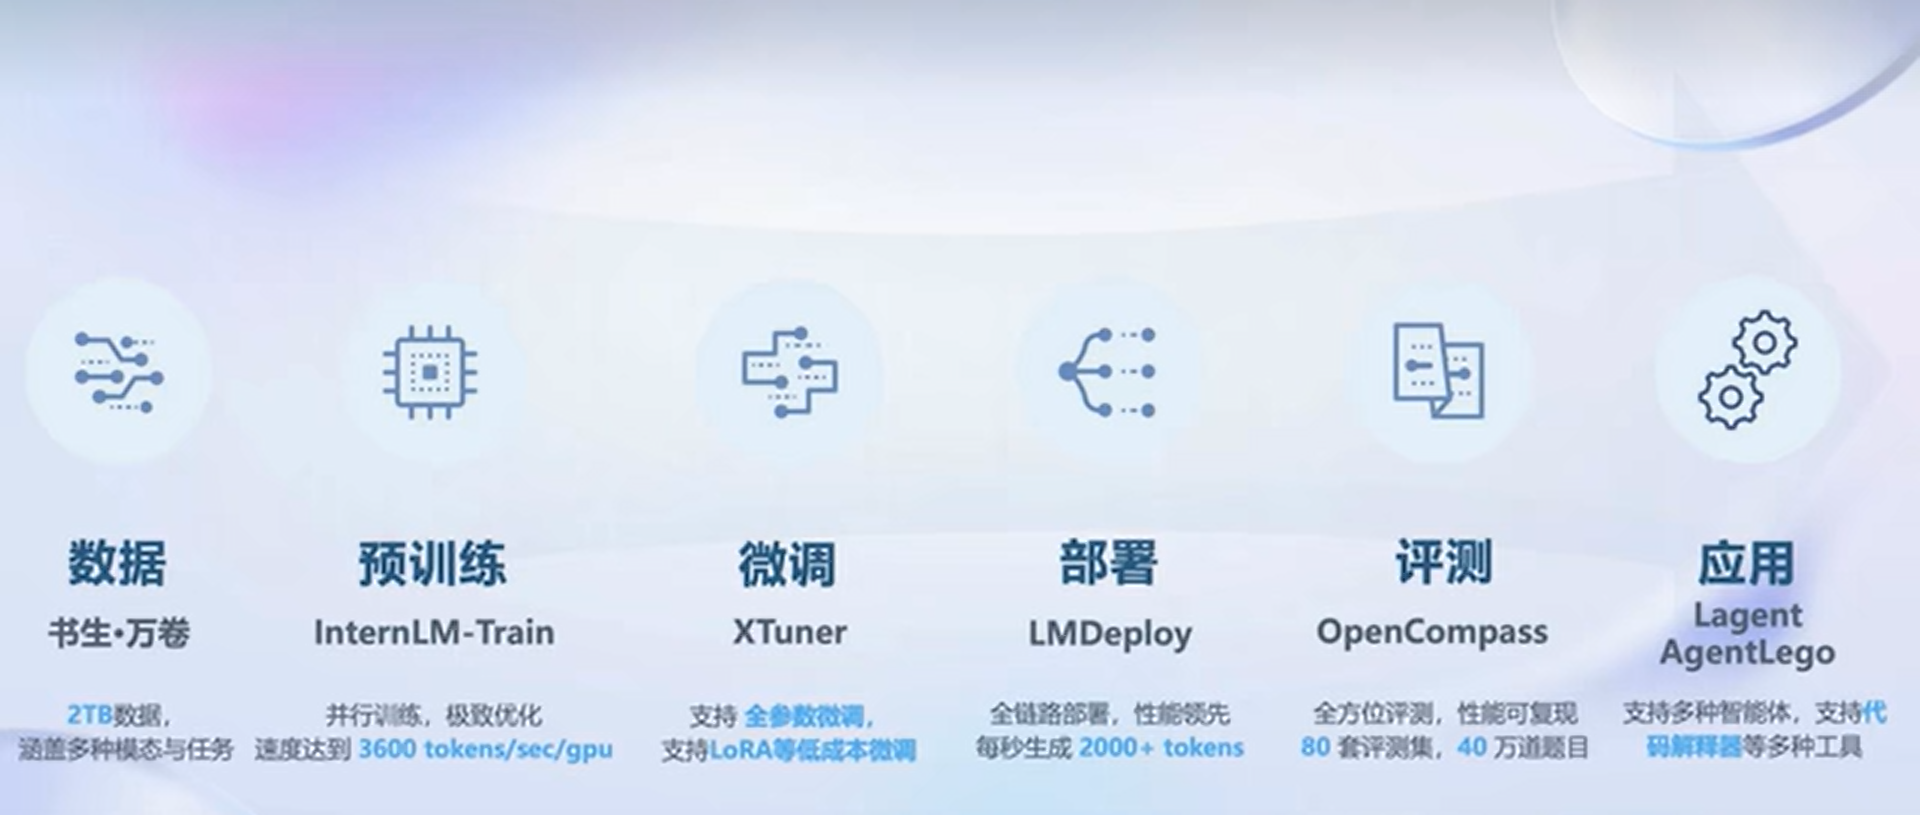 数据
书生·万卷
2TB数据，
涵盖多种模态与任务
预训练
InternLM-Train
并行训练，极致优化
速度达到 3600 tokens/sec/gpu
微调
XTuner
支持 全参数微调，
支持LoRA等低成本微调
部署
LMDeploy
全链路部署，性能领先
每秒生成 2000+ tokens
评测
OpenCompass
全方位评测，性能可复现
80 套评测集，40 万道题目
应用
Lagent
AgentLego
支持多种智能体，支持代
码解释器等多种工具